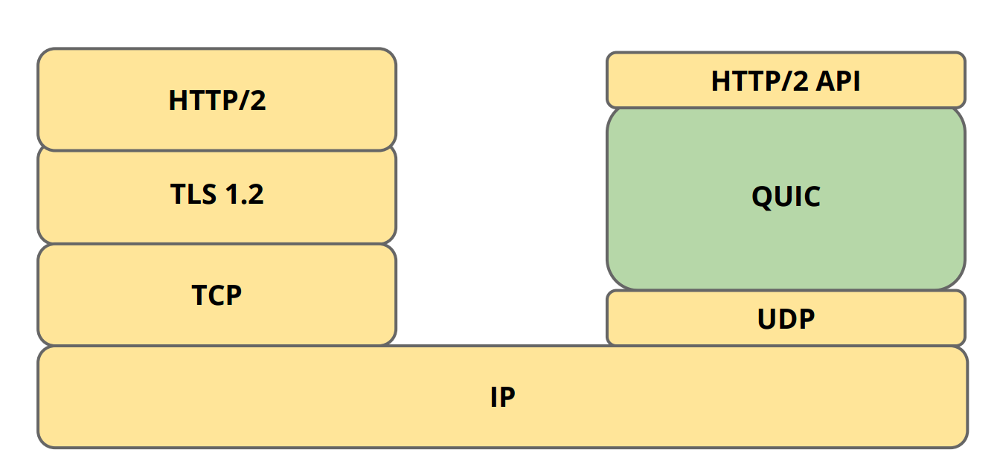 HTTP/2
TLS 1.2
TCP
HTTP/2 API
QUIC
UDP
IP